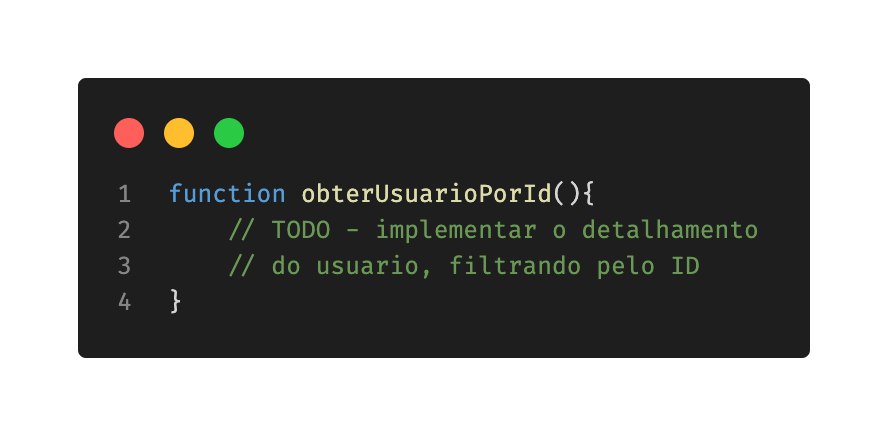 1 function obterUsuarioPorId(){
2 // TODO - implementar o detalhamento
3 // do usuario, filtrando pelo ID
4 }